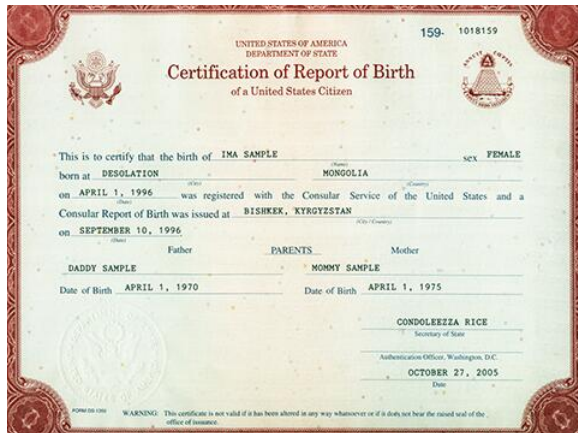 159- 1018159
UNITED STATES OF AMERICA
DEPARTMENT OF STATE
Certification of Report of Birth
of a United States Citizen
ANNUIT CŒPTIS
This is to certify that the birth of IMA SAMPLE sex FEMALE
(Name)
born at DESOLATION MONGOLIA
(City) (Country)
on APRIL 1, 1996 was registered with the Consular Service of the United States and a
(Date)
Consular Report of Birth was issued at BISHKEK, KYRGYZSTAN
(City / Country)
on SEPTEMBER 10, 1996
(Date)
Father PARENTS Mother
DADDY SAMPLE MOMMY SAMPLE
Date of Birth APRIL 1, 1970 Date of Birth APRIL 1, 1975
CONDOLEEZZA RICE
Secretary of State
Authentication Officer, Washington, D.C.
OCTOBER 27, 2005
Date
FORM DS 1350 WARNING: This certificate is not valid if it has been altered in any way whatsoever or if it does not bear the raised seal of the
office of issuance.